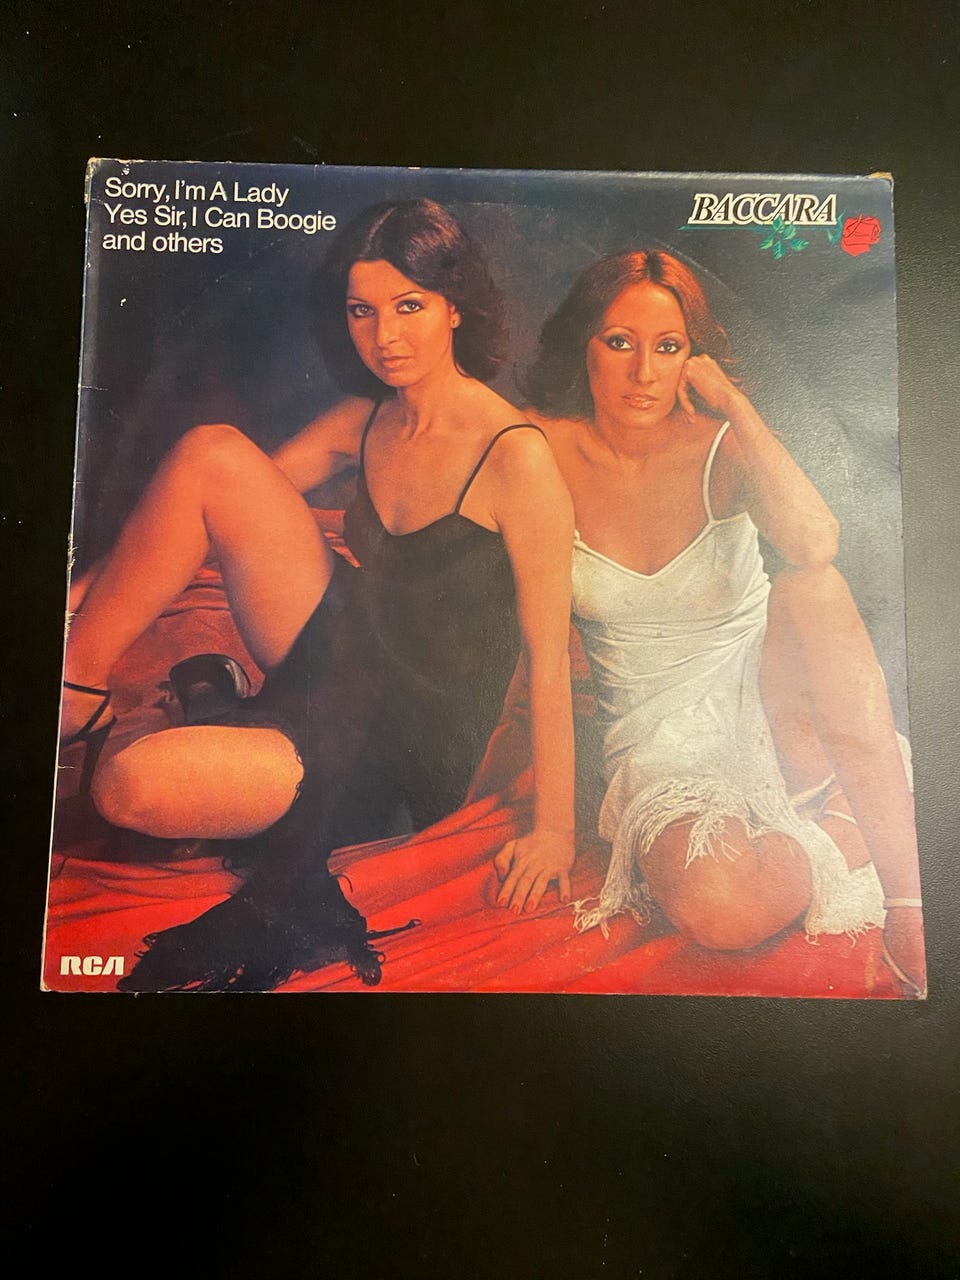 Sorry, I'm A Lady
Yes Sir, I Can Boogie
and others
BACCARA
RCA